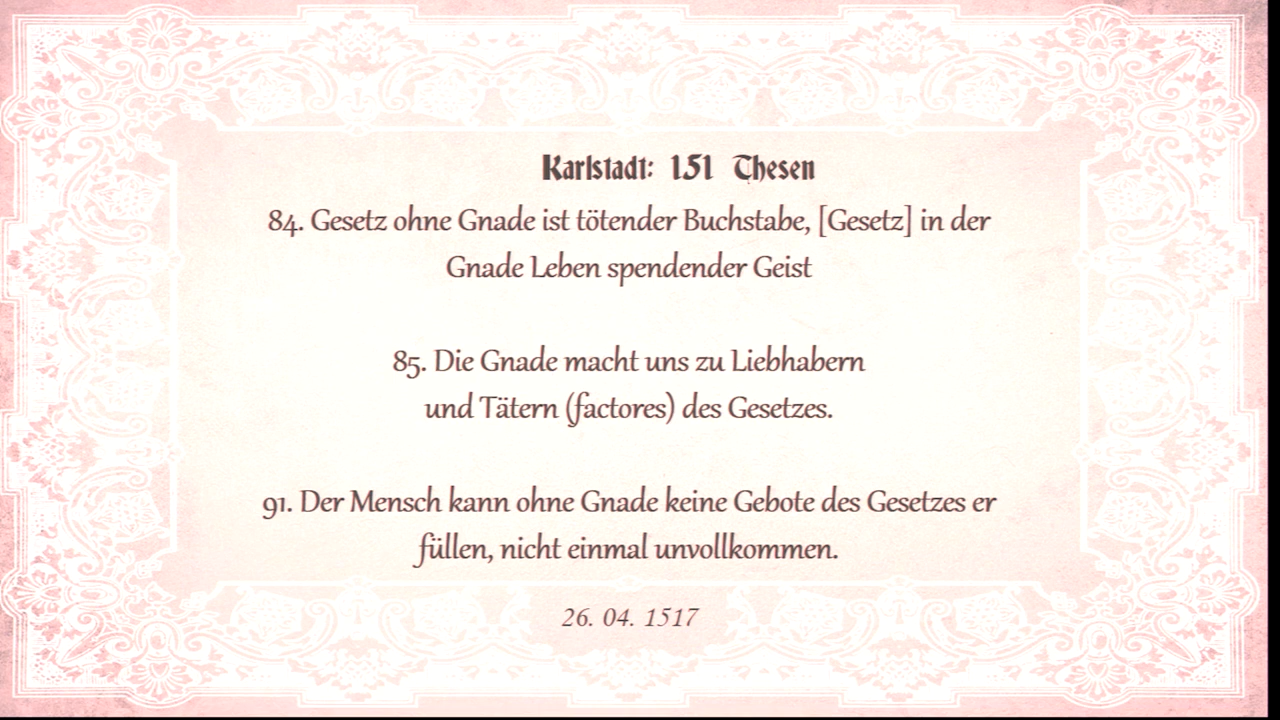 Karlstadt: 151 Thesen
84. Gesetz ohne Gnade ist tötender Buchstabe, [Gesetz] in der
Gnade Leben spendender Geist
85. Die Gnade macht uns zu Liebhabern
und Tätern (factores) des Gesetzes.
91. Der Mensch kann ohne Gnade keine Gebote des Gesetzes er
füllen, nicht einmal unvollkommen.
26. 04. 1517